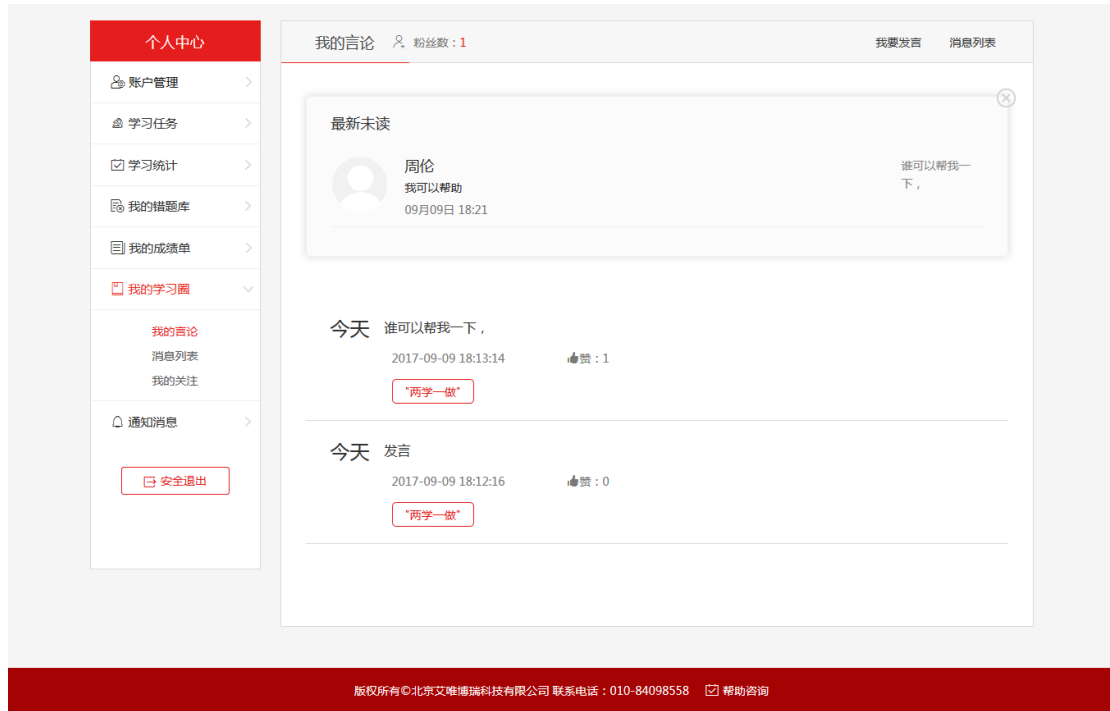 个人中心
账户管理
学习任务
学习统计
我的错题库
我的成绩单
我的学习圈
我的言论
消息列表
我的关注
通知消息
安全退出
我的言论 粉丝数：1 我要发言 消息列表
最新未读
周伦
我可以帮助
09月09日 18:21
谁可以帮我一
下，
今天 谁可以帮我一下，
2017-09-09 18:13:14 赞：1
"两学一做"
今天 发言
2017-09-09 18:12:16 赞：0
"两学一做"
版权所有©北京艾唯博瑞科技有限公司 联系电话：010-84098558 帮助咨询